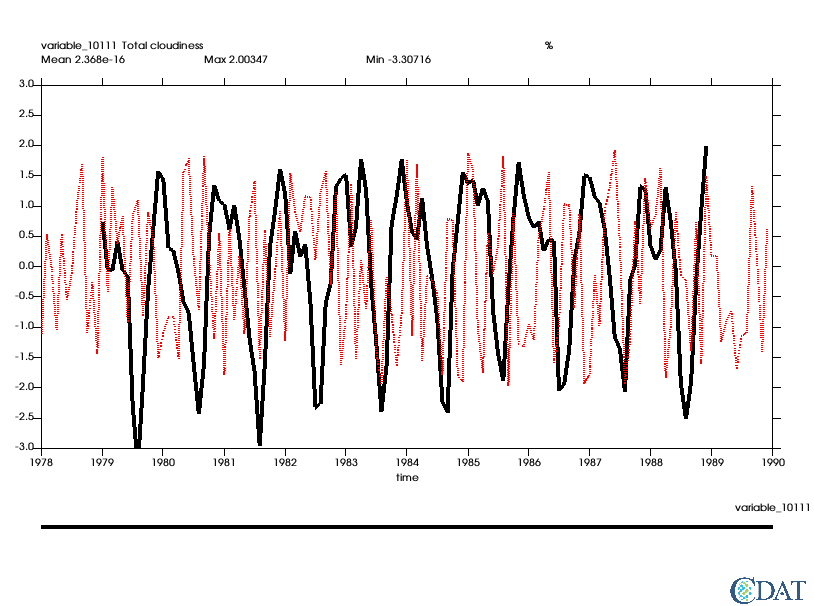 variable_10111 Total cloudiness %
Mean 2.368e-16 Max 2.00347 Min -3.30716
3.0
2.5
2.0
1.5
1.0
0.5
0.0
-0.5
-1.0
-1.5
-2.0
-2.5
-3.0
1978 1979 1980 1981 1982 1983 1984 1985 1986 1987 1988 1989 1990
time
variable_10111
CDAT